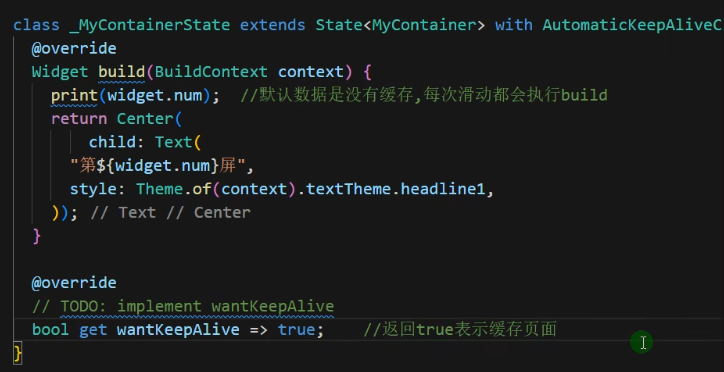 class _MyContainerState extends State<MyContainer> with AutomaticKeepAliveC
@override
Widget build(BuildContext context) {
print(widget.num); //默认数据是没有缓存,每次滑动都会执行build
return Center(
child: Text(
"第${widget.num}屏",
style: Theme.of(context).textTheme.headline1,
)); // Text // Center
}
@override
// TODO: implement wantKeepAlive
bool get wantKeepAlive => true; //返回true表示缓存页面
}